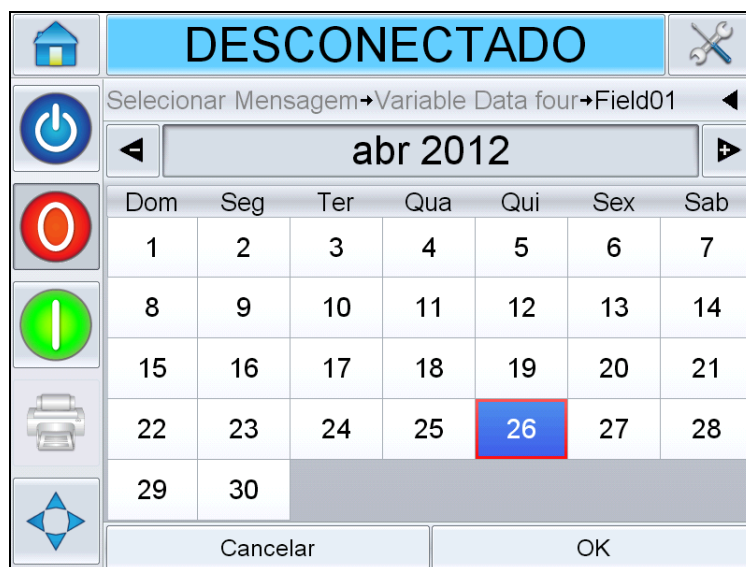 DESCONECTADO
Selecionar Mensagem→Variable Data four→Field01
abr 2012
Dom Seg Ter Qua Qui Sex Sab
1 2 3 4 5 6 7
8 9 10 11 12 13 14
15 16 17 18 19 20 21
22 23 24 25 26 27 28
29 30
Cancelar OK